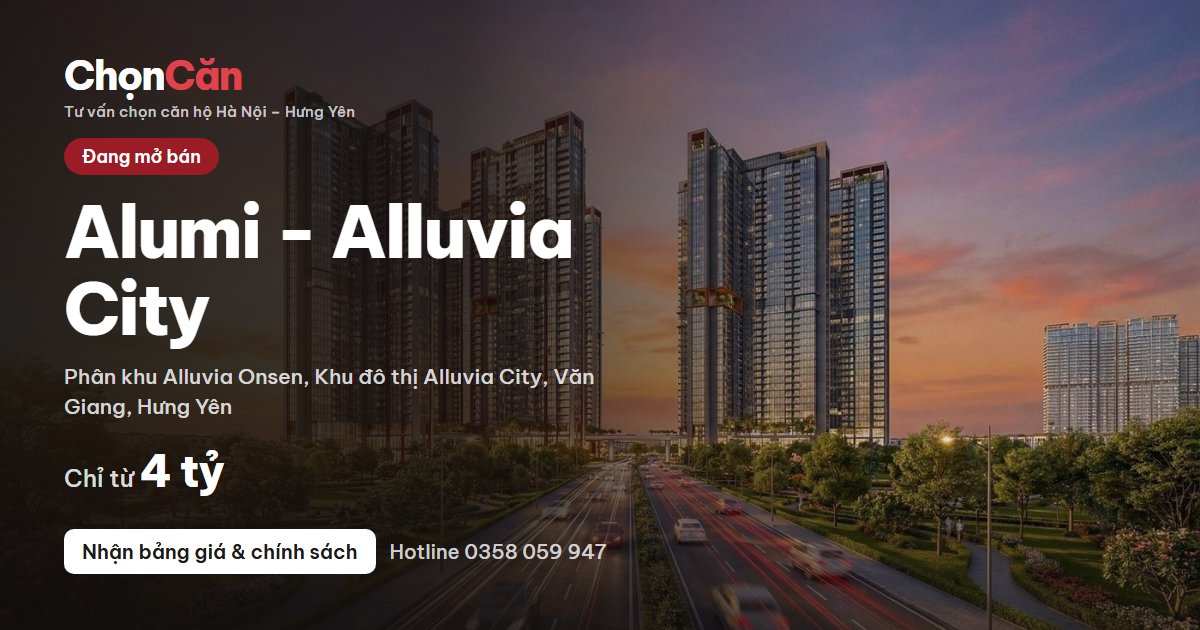 ChọnCăn
Tư vấn chọn căn hộ Hà Nội – Hưng Yên
Đang mở bán
Alumi - Alluvia
City
Phân khu Alluvia Onsen, Khu đô thị Alluvia City, Văn
Giang, Hưng Yên
Chỉ từ 4 tỷ
Nhận bảng giá & chính sách
Hotline 0358 059 947